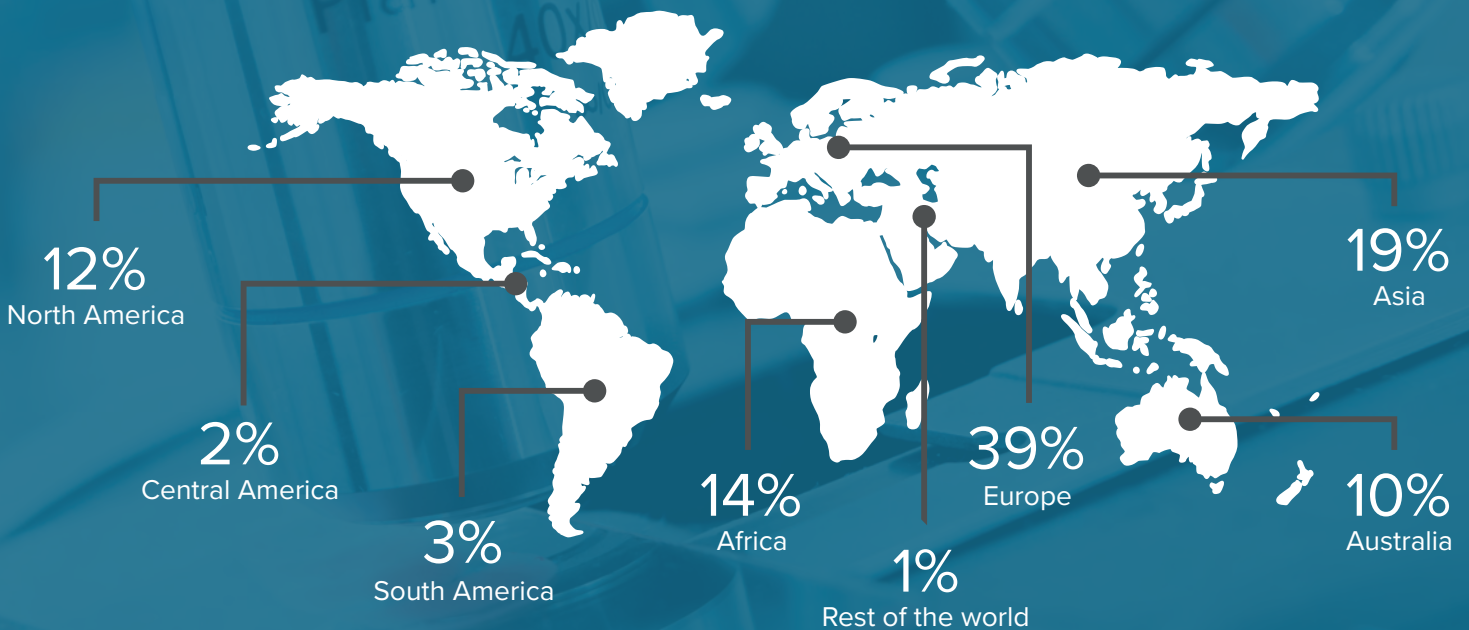 40x
12%
North America
2%
Central America
3%
South America
14%
Africa
1%
Rest of the world
39%
Europe
19%
Asia
10%
Australia